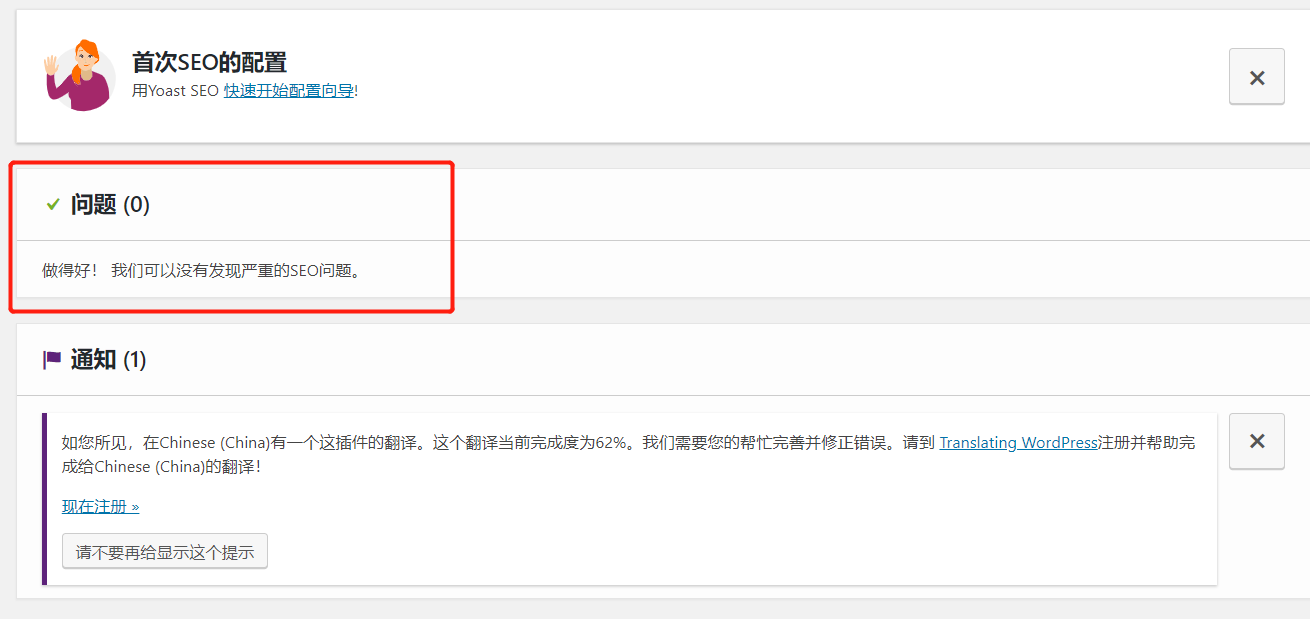 首次SEO的配置
用Yoast SEO 快速开始配置向导!
问题 (0)
做得好！ 我们可以没有发现严重的SEO问题。
通知 (1)
如您所见，在Chinese (China)有一个这插件的翻译。这个翻译当前完成度为62%。我们需要您的帮忙完善并修正错误。请到 Translating WordPress注册并帮助完
成给Chinese (China)的翻译！
现在注册 »
请不要再给显示这个提示